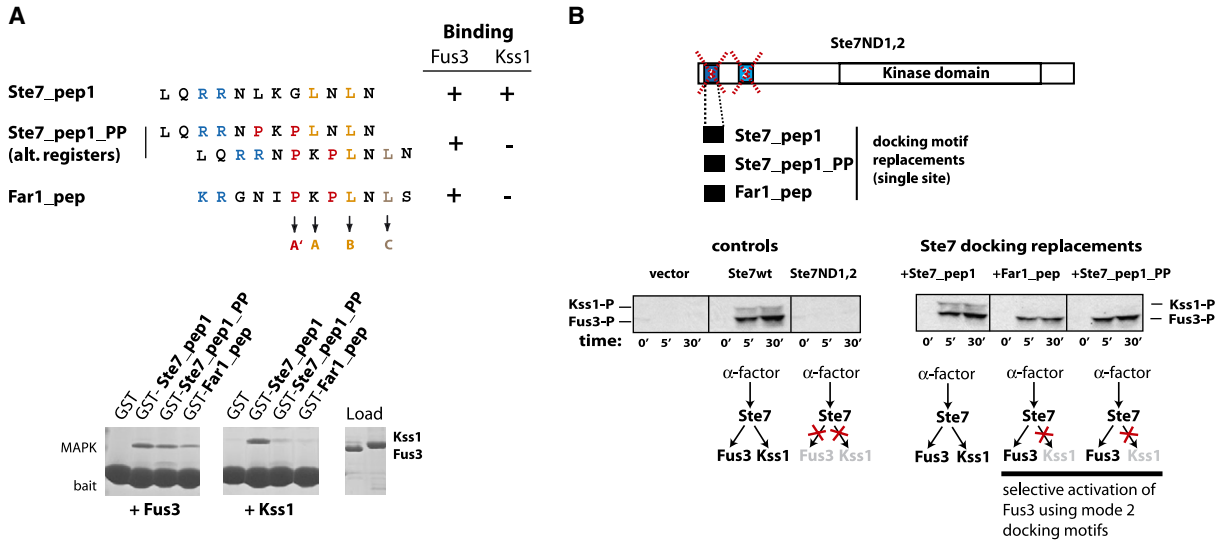 A
Binding
Fus3 Kss1
Ste7_pep1 L Q R R N L K G L N L N + +
Ste7_pep1_PP L Q R R N P K P L N L N
(alt. registers) L Q R R N P K P L N L N + -
Far1_pep K R G N I P K P L N L S + -
A' A B C
GST
GST-Ste7_pep1
GST-Ste7_pep1_PP
GST-Far1_pep
GST
GST-Ste7_pep1
GST-Ste7_pep1_PP
GST-Far1_pep
Load
MAPK
Kss1
Fus3
bait
+ Fus3 + Kss1
B
Ste7ND1,2
Kinase domain
Ste7_pep1
Ste7_pep1_PP
Far1_pep
docking motif
replacements
(single site)
controls
vector Ste7wt Ste7ND1,2
Kss1-P
Fus3-P
time: 0' 5' 30' 0' 5' 30' 0' 5' 30'
α-factor α-factor
Ste7 Ste7
Fus3 Kss1 Fus3 Kss1
Ste7 docking replacements
+Ste7_pep1 +Far1_pep +Ste7_pep1_PP
Kss1-P
Fus3-P
0' 5' 30' 0' 5' 30' 0' 5' 30'
α-factor α-factor α-factor
Ste7 Ste7 Ste7
Fus3 Kss1 Fus3 Kss1 Fus3 Kss1
selective activation of
Fus3 using mode 2
docking motifs